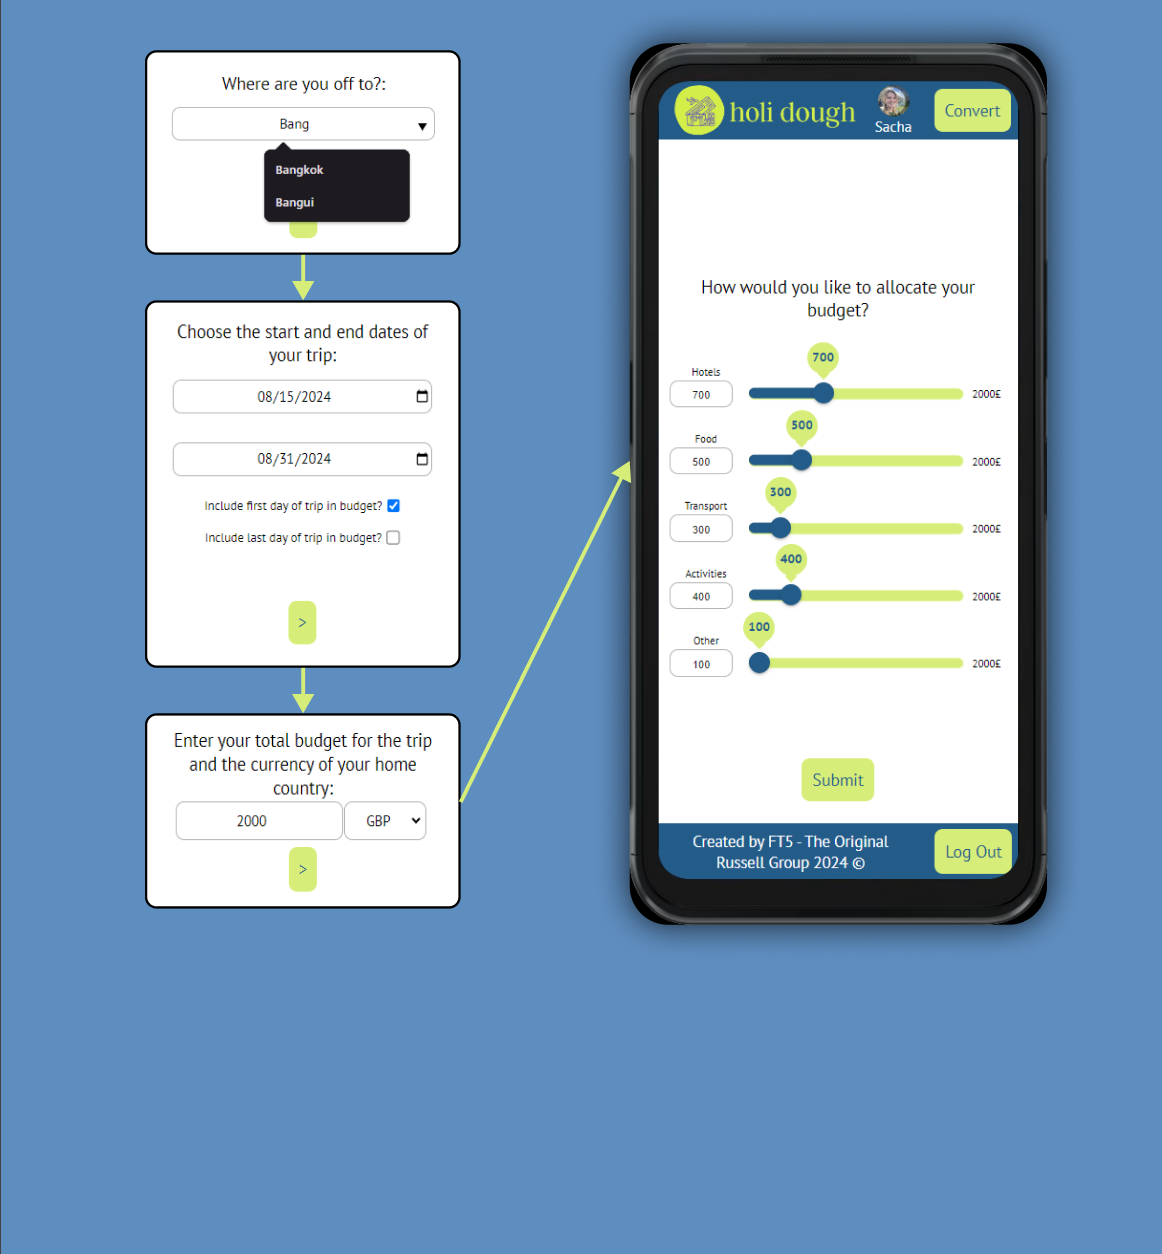 Where are you off to?:
Bang
Bangkok
Bangui
Choose the start and end dates of
your trip:
08/15/2024
08/31/2024
Include first day of trip in budget?
Include last day of trip in budget?
>
Enter your total budget for the trip
and the currency of your home
country:
2000 GBP
>
holi dough
Sacha
Convert
How would you like to allocate your
budget?
700
Hotels
700 2000£
500
Food
500 2000£
300
Transport
300 2000£
400
Activities
400 2000£
100
Other
100 2000£
Submit
Created by FT5 - The Original
Russell Group 2024 ©
Log Out